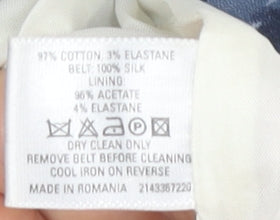 97% COTTON, 3% ELASTANE
BELT: 100% SILK
LINING:
96% ACETATE
4% ELASTANE
P
DRY CLEAN ONLY
REMOVE BELT BEFORE CLEANING
COOL IRON ON REVERSE
MADE IN ROMANIA 2143367220